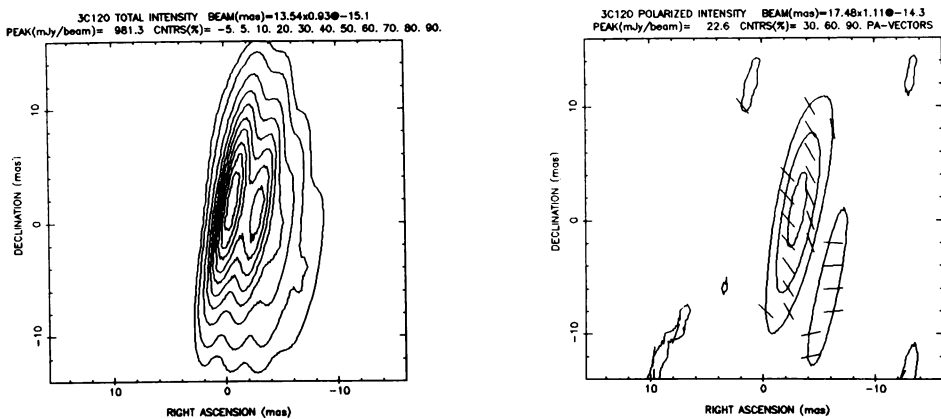 3C120 TOTAL INTENSITY BEAM(mas)=13.54x0.93@-15.1
PEAK(mJy/beam)= 981.3 CNTRS(%)= -5. 5. 10. 20. 30. 40. 50. 60. 70. 80. 90.
10
0
-10
DECLINATION (mas)
10 0 -10
RIGHT ASCENSION (mas)
3C120 POLARIZED INTENSITY BEAM(mas)=17.48x1.11@-14.3
PEAK(mJy/beam)= 22.6 CNTRS(%)= 30. 60. 90. PA-VECTORS
10
0
-10
DECLINATION (mas)
10 0 -10
RIGHT ASCENSION (mas)